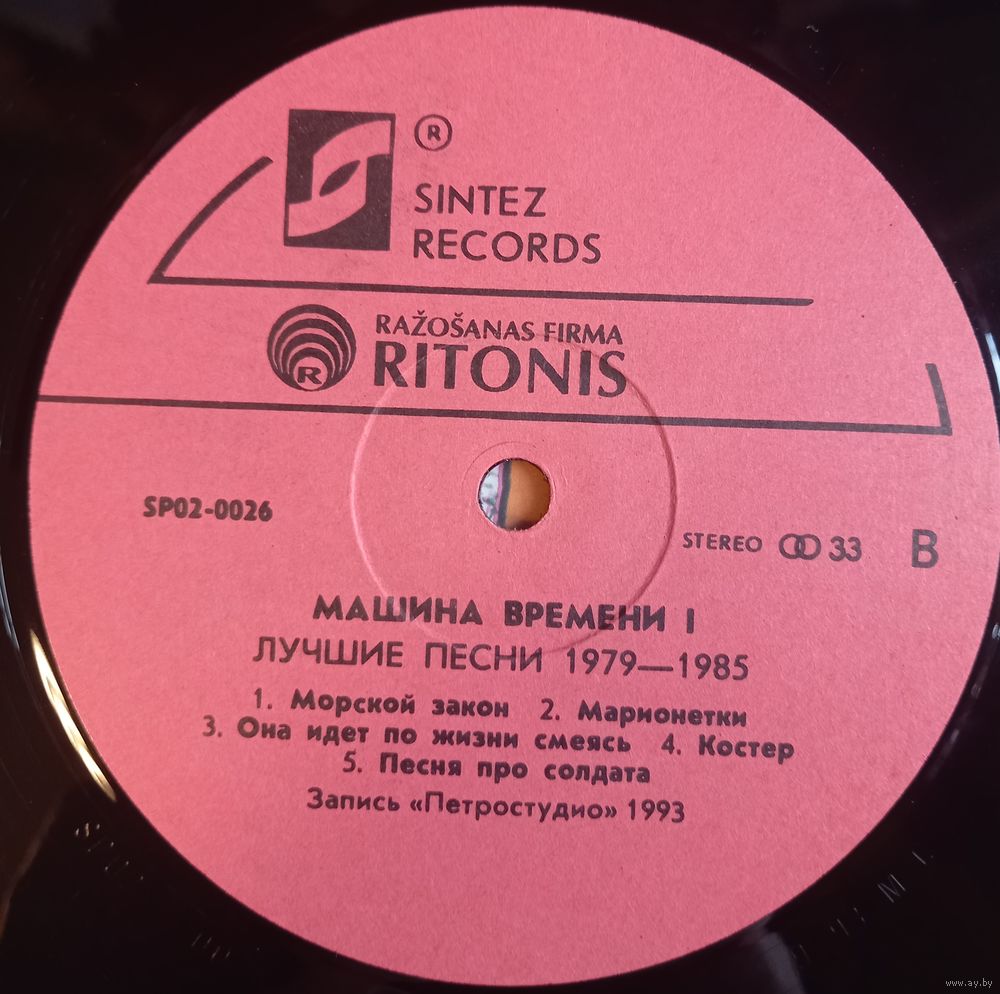 ®
SINTEZ
RECORDS
RAŽOŠANAS FIRMA
RITONIS
R
SP02-0026
STEREO 33 B
МАШИНА ВРЕМЕНИ I
ЛУЧШИЕ ПЕСНИ 1979—1985
1. Морской закон 2. Марионетки
3. Она идет по жизни смеясь 4. Костер
5. Песня про солдата
Запись «Петростудио» 1993
www.ay.by